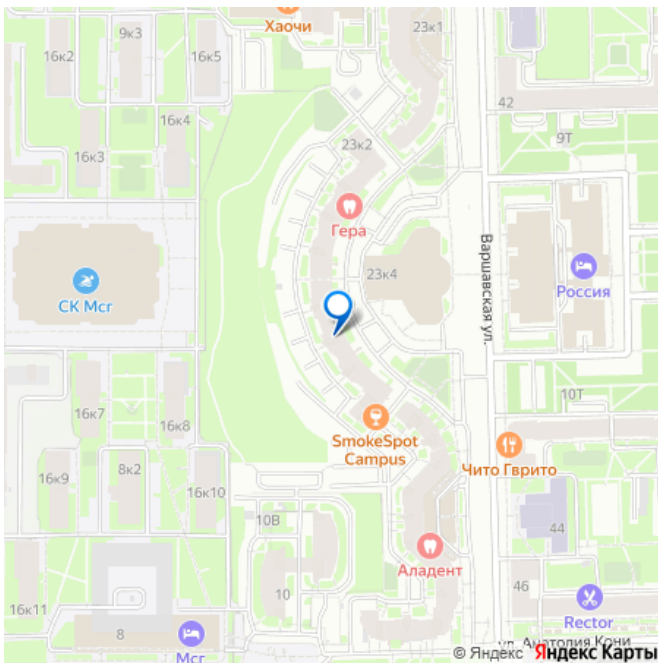 Хаочи
23к1
9к3
16к2
16к5
42
16к4
9Т
23к2
16к3
Гера
Варшавская ул.
23к4
Россия
СК Мсг
10Т
16к7
16к8
SmokeSpot
Campus
Чито Гврито
8к2
16к9
16к10
10В
44
Аладент
46
10
16к11
8
Rector
ул. Анатолия Кони
Мсг
© Яндекс Яндекс Карты